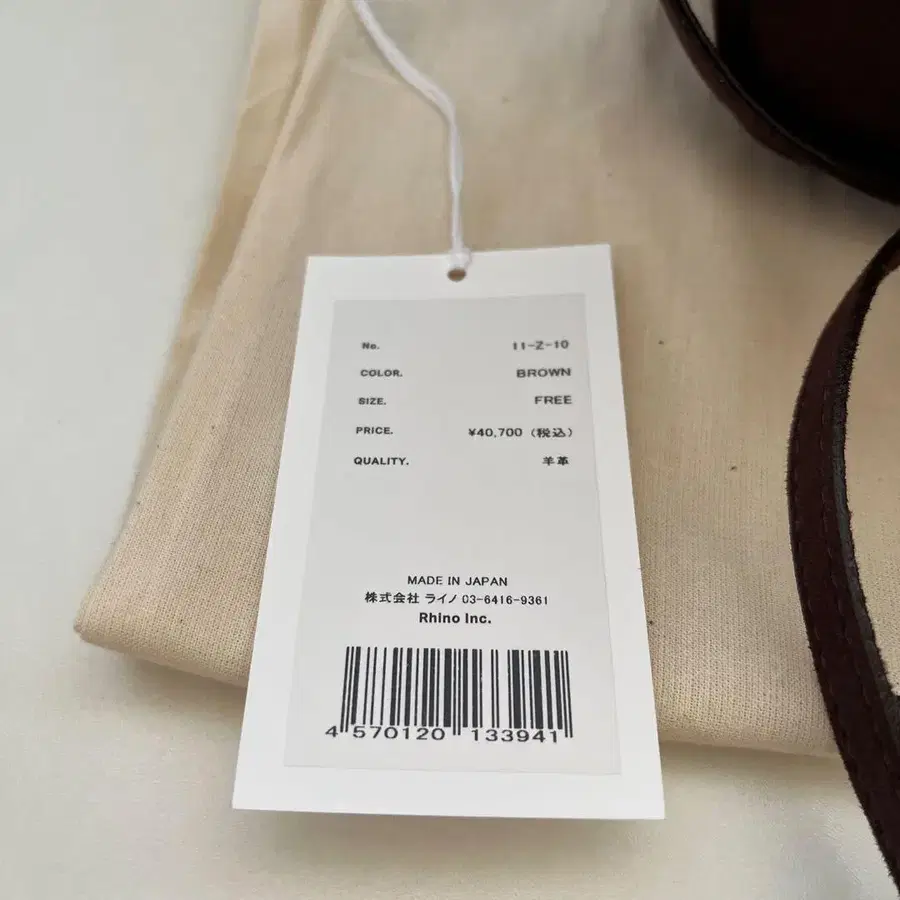 No. 11-Z-10
COLOR. BROWN
SIZE. FREE
PRICE. ¥40,700 (税込)
QUALITY. 羊革
MADE IN JAPAN
株式会社 ライノ 03-6416-9361
Rhino Inc.
4 570120 133941